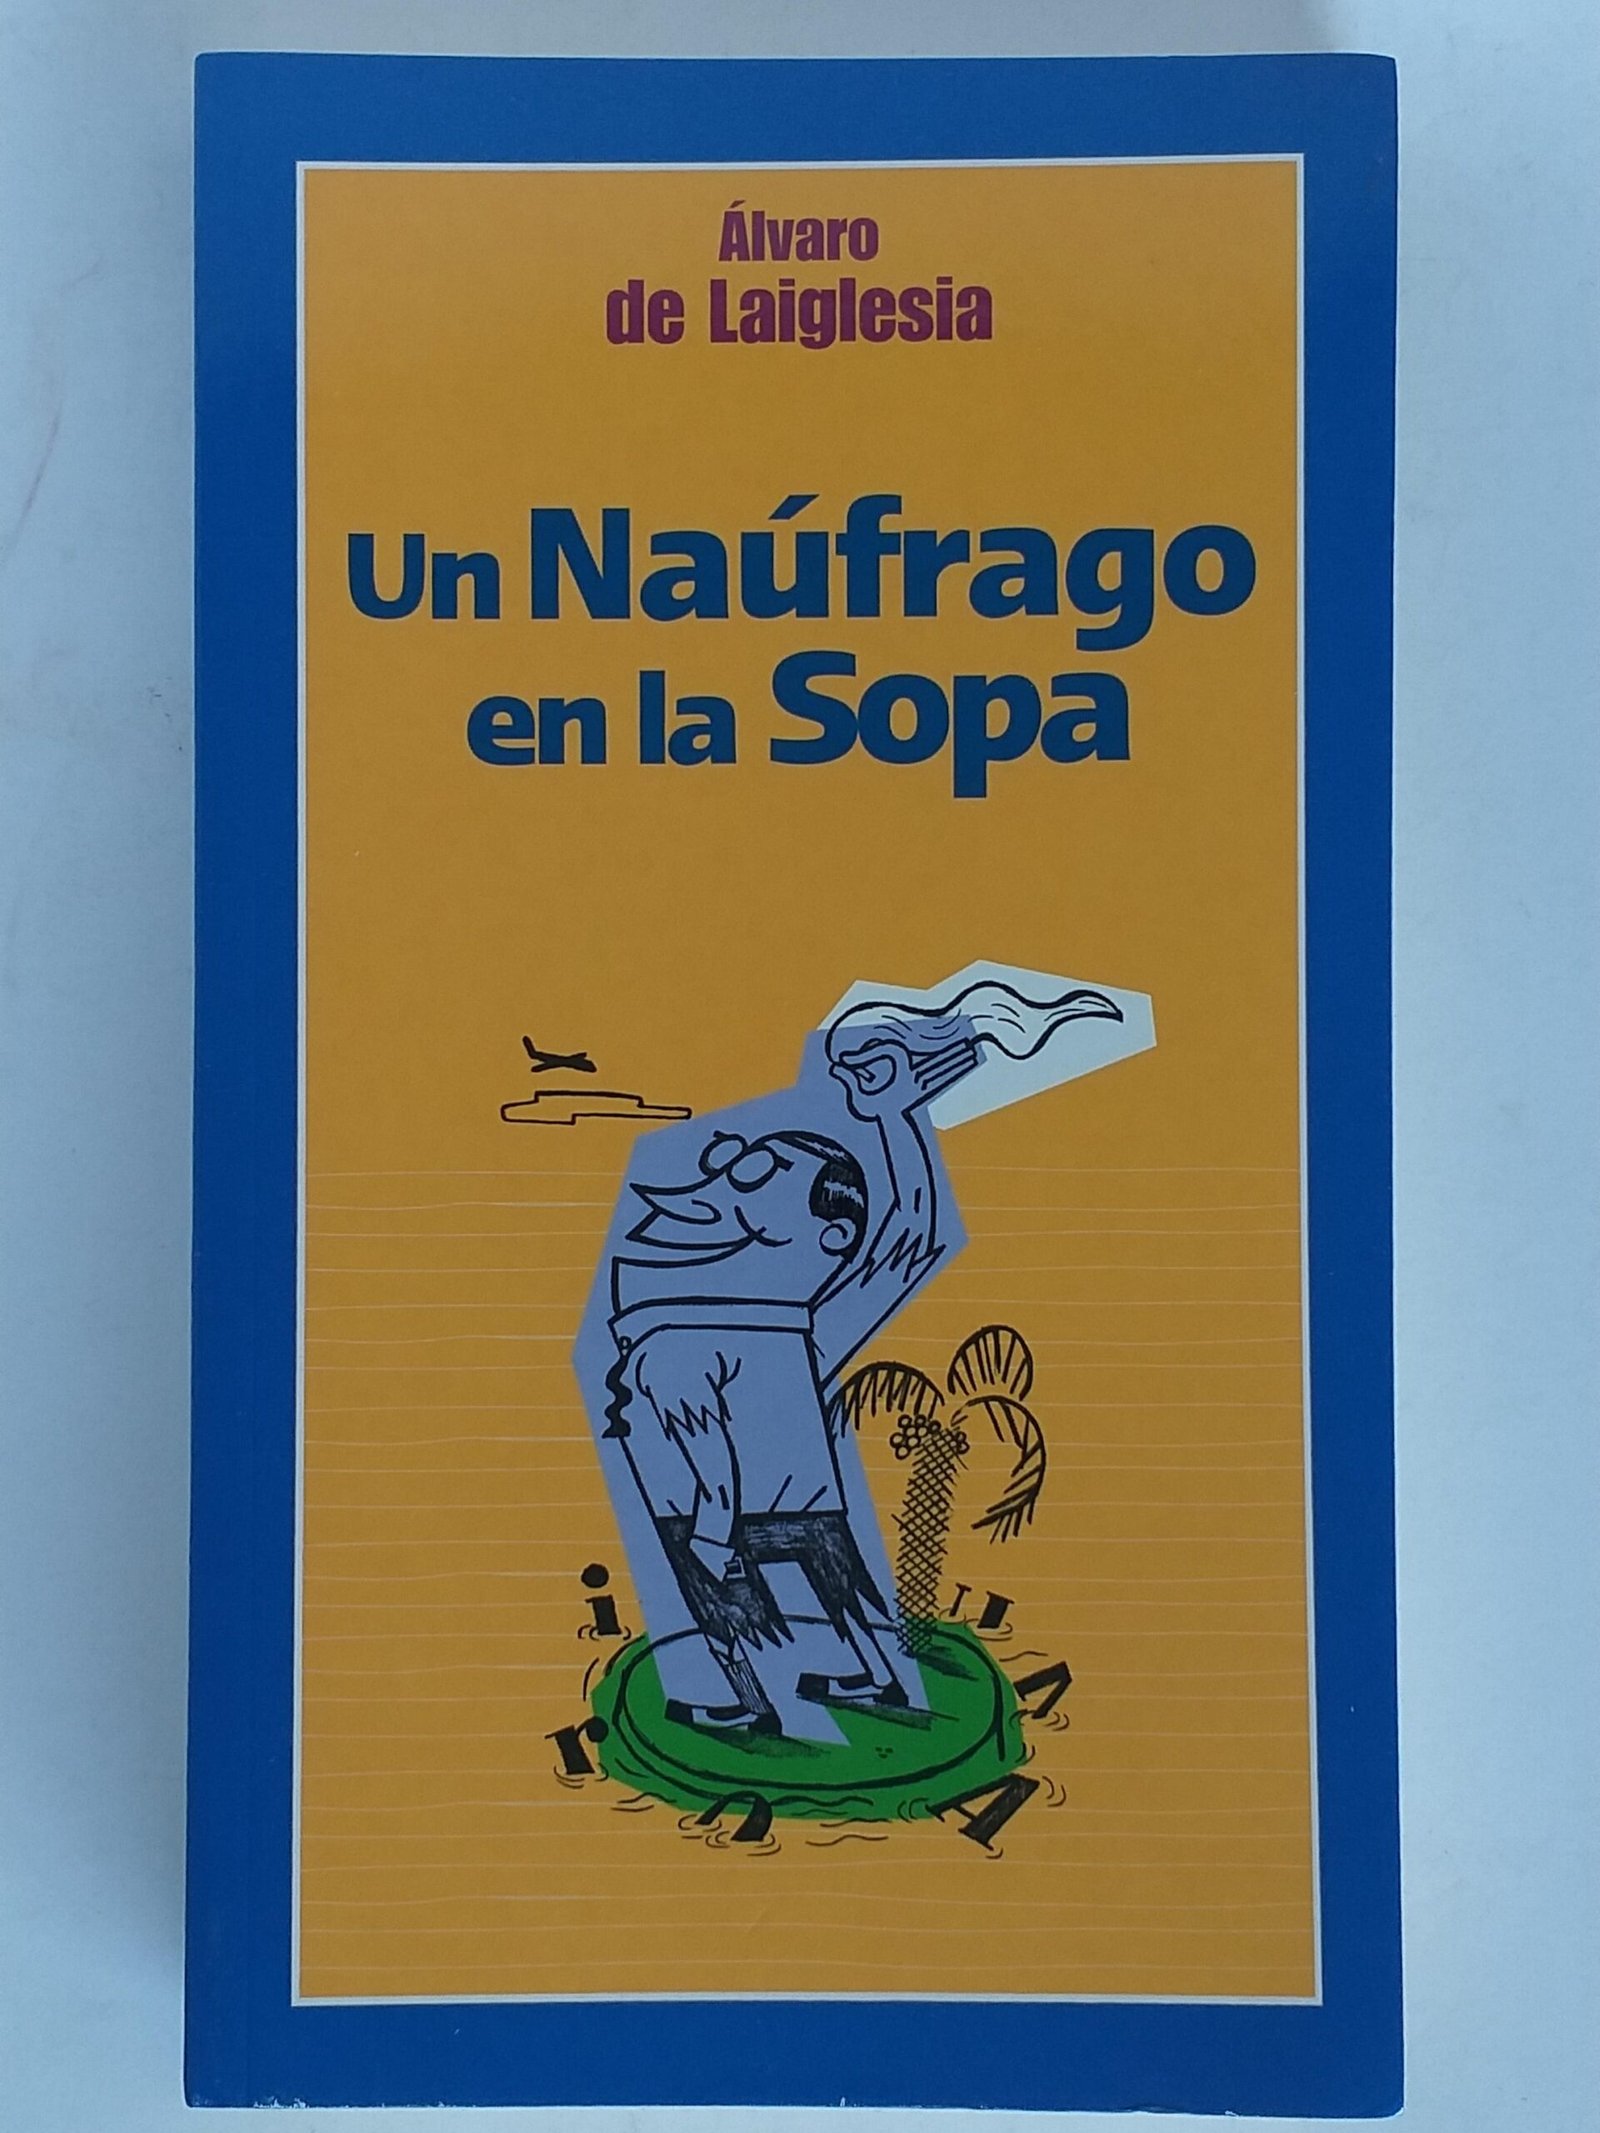 Álvaro
de Laiglesia
Un Naúfrago
en la Sopa